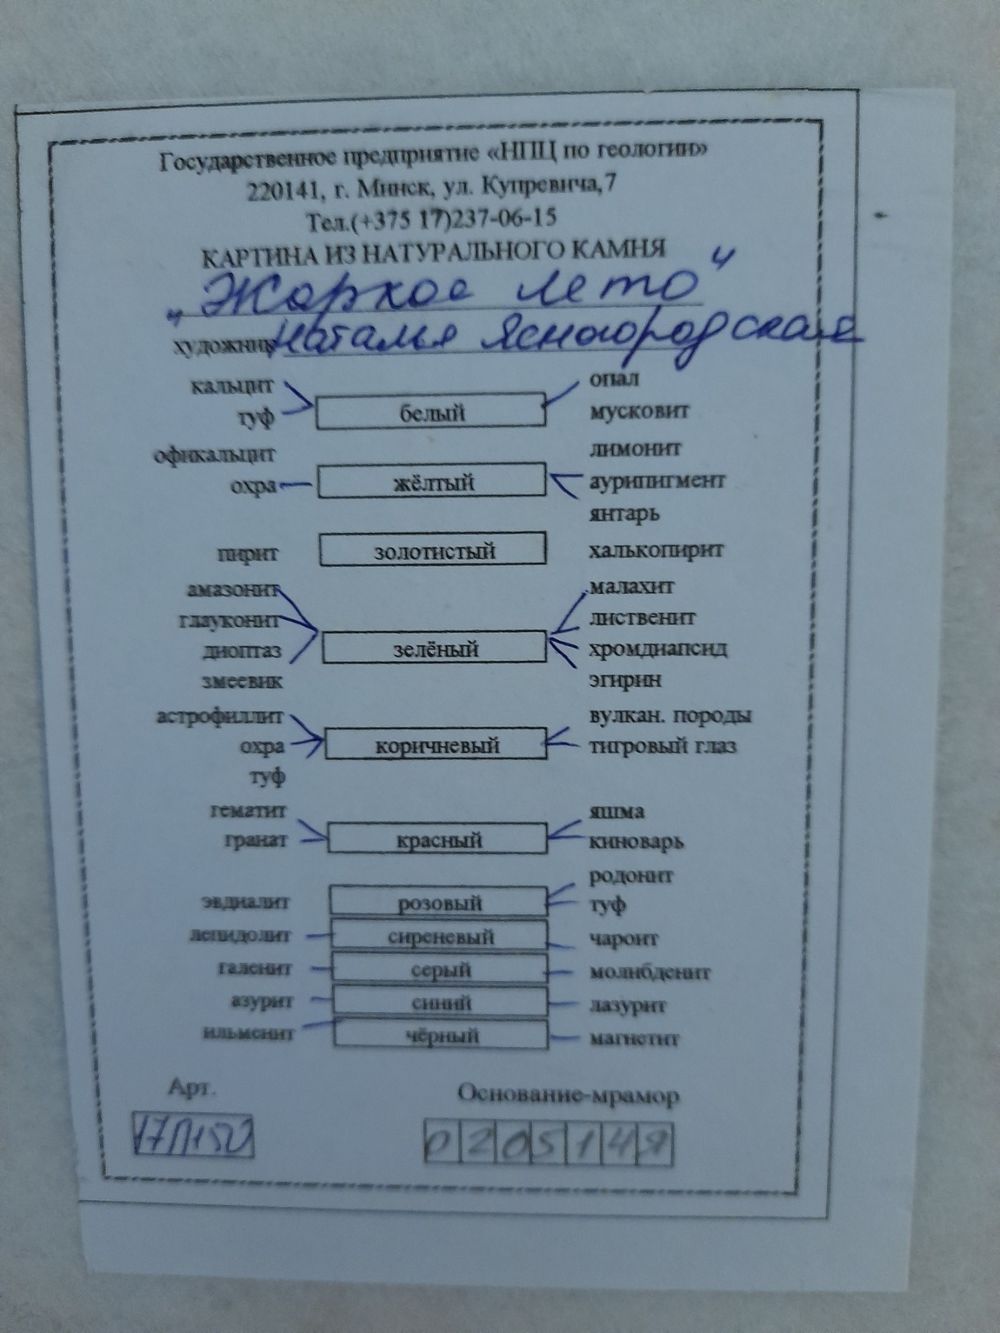 Государственное предприятие «НПЦ по геологии»
220141, г. Минск, ул. Купревича,7
Тел.(+375 17)237-06-15
КАРТИНА ИЗ НАТУРАЛЬНОГО КАМНЯ
"Жаркое лето"
художник Наталья Ясногородская
кальцит опал
туф белый мусковит
офикальцит лимонит
охра жёлтый аурипигмент
янтарь
пирит золотистый халькопирит
амазонит малахит
глауконит лиственит
диоптаз зелёный хромдиапсид
змеевик эгирин
астрофиллит вулкан. породы
охра коричневый тигровый глаз
туф
гематит яшма
гранат красный киноварь
родонит
эвдиалит розовый туф
лепидолит сиреневый чароит
галенит серый молибденит
азурит синий лазурит
ильменит чёрный магнетит
Арт. Основание-мрамор
17П150 020514Я